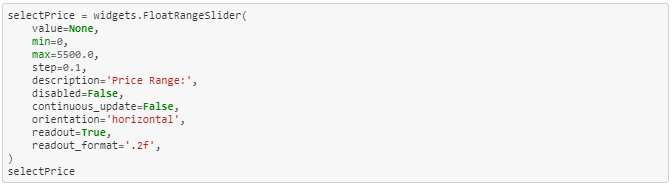 selectPrice = widgets.FloatRangeSlider(
    value=None,
    min=0,
    max=5500.0,
    step=0.1,
    description='Price Range:',
    disabled=False,
    continuous_update=False,
    orientation='horizontal',
    readout=True,
    readout_format='.2f',
)
selectPrice